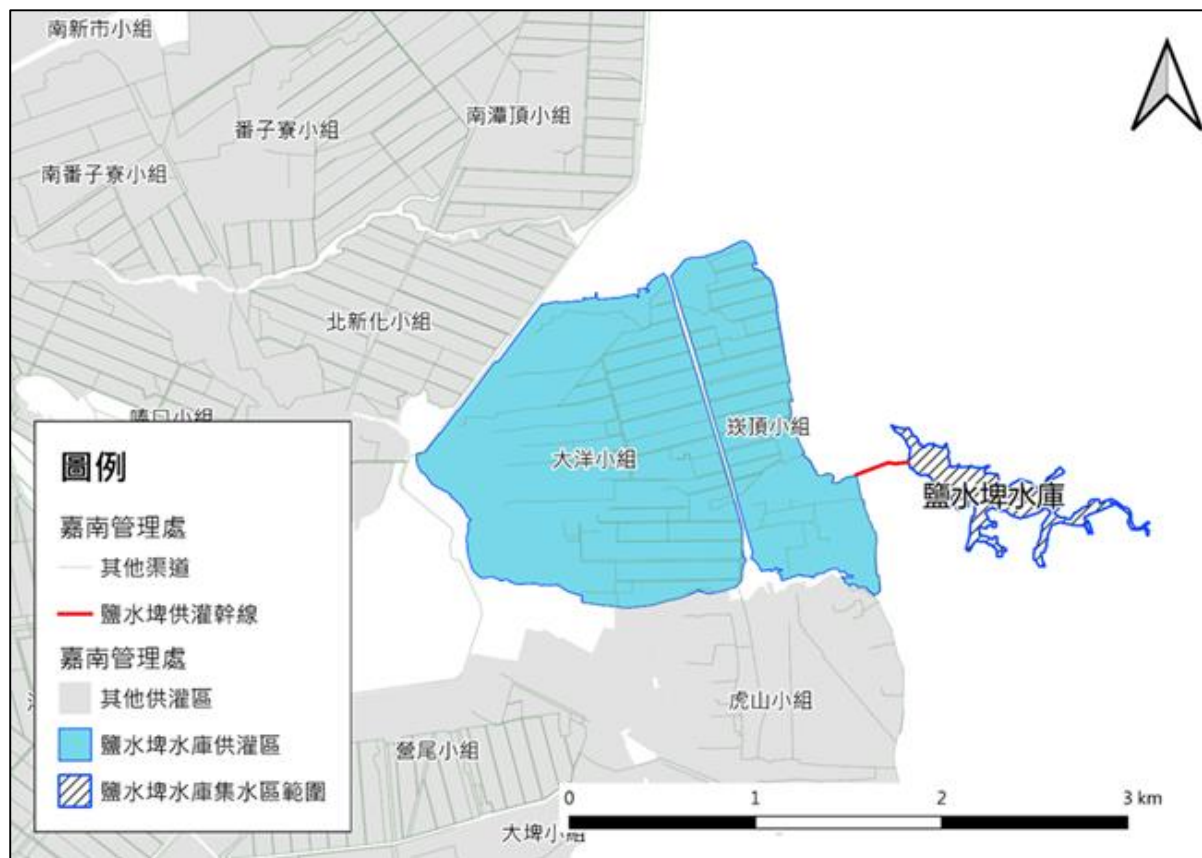 南新市小組
番子寮小組
南潭頂小組
南番子寮小組
北新化小組
崁頂小組
大洋小組
鹽水埤水庫
圖例
嘉南管理處
其他渠道
鹽水埤供灌幹線
嘉南管理處
其他供灌區
鹽水埤水庫供灌區
鹽水埤水庫集水區範圍
虎山小組
營尾小組
大埤小組
0
1
2
3 km